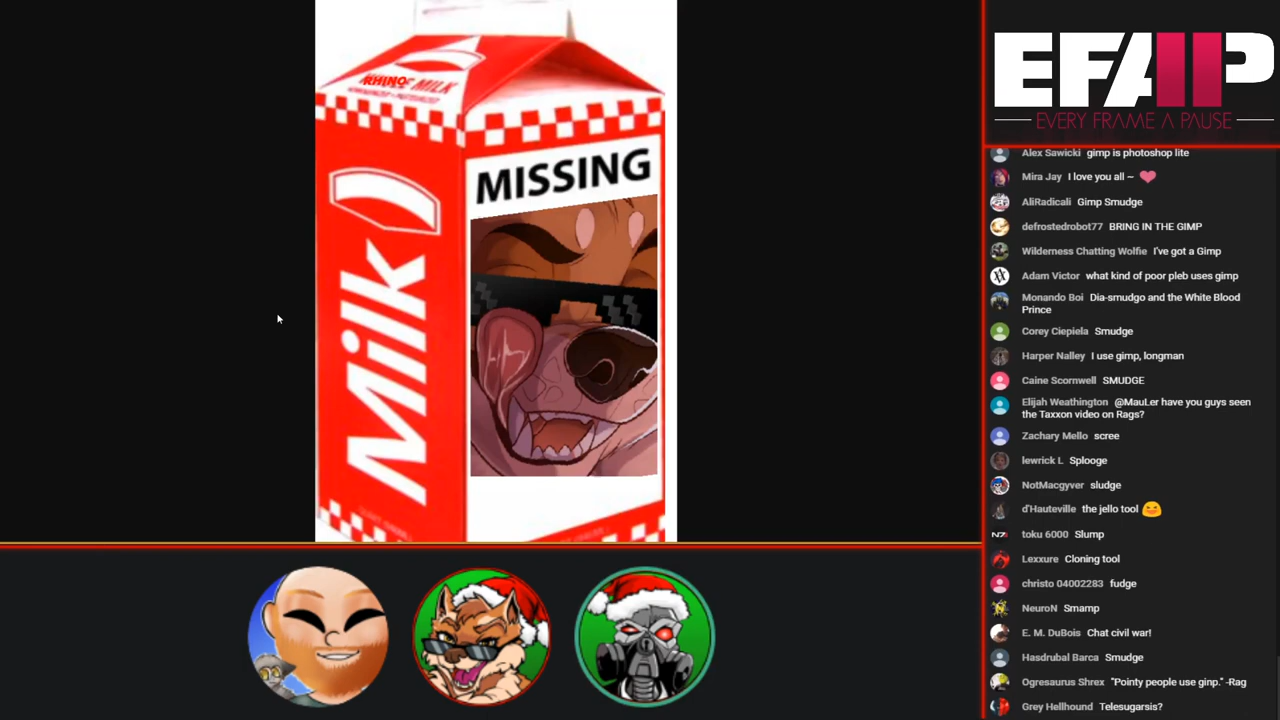 RHINO MILK
MISSING
Milk
EFAP
EVERY FRAME A PAUSE
Alex Sawicki gimp is photoshop lite
Mira Jay I love you all ~
AliRadicali Gimp Smudge
defrostedrobot77 BRING IN THE GIMP
Wilderness Chatting Wolfie I've got a Gimp
Adam Victor what kind of poor pleb uses gimp
Monando Boi Dia-smudgo and the White Blood
Prince
Corey Ciepiela Smudge
Harper Nalley I use gimp, longman
Caine Scornwell SMUDGE
Elijah Weathington @MauLer have you guys seen
the Taxxon video on Rags?
Zachary Mello scree
lewrick L Splooge
NotMacgyver sludge
d'Hauteville the jello tool
toku 6000 Slump
Lexxure Cloning tool
christo 04002283 fudge
NeuroN Smamp
E. M. DuBois Chat civil war!
Hasdrubal Barca Smudge
Ogresaurus Shrex "Pointy people use ginp." -Rag
Grey Hellhound Telesugarsis?